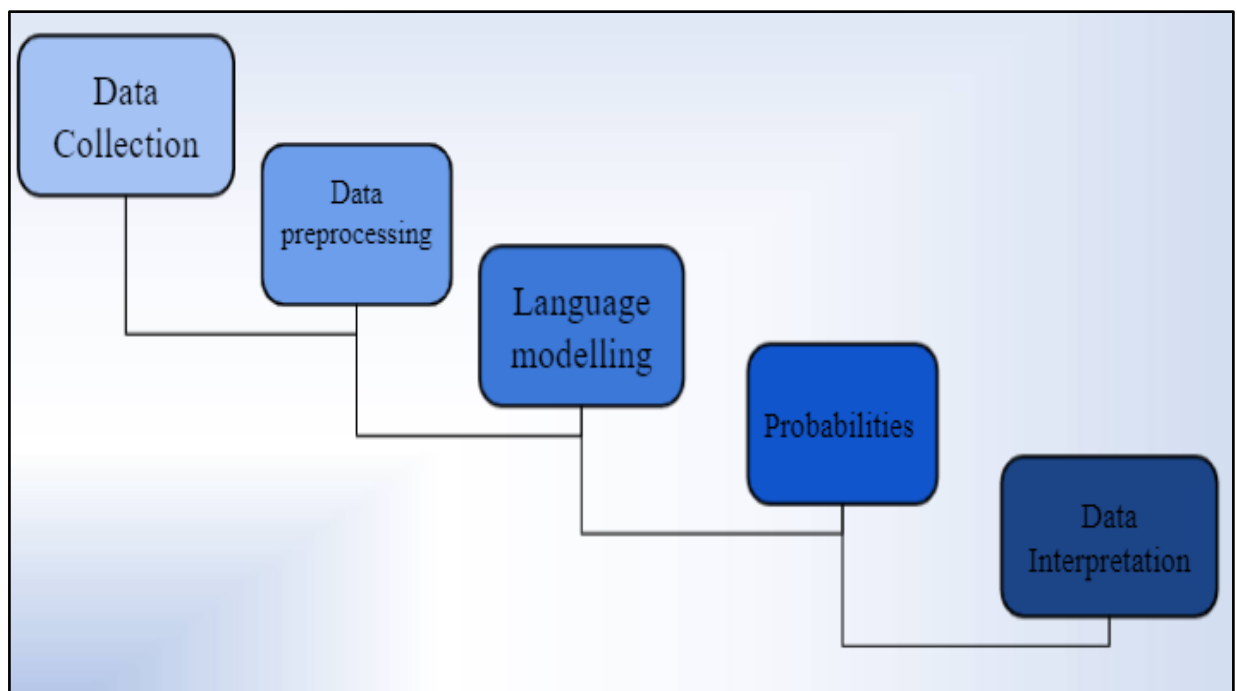 Data
Collection
Data
preprocessing
Language
modelling
Probabilities
Data
Interpretation